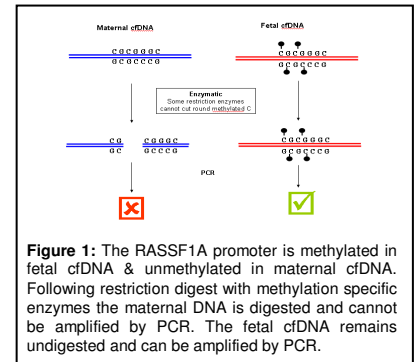 Maternal cfDNA
Fetal cfDNA
CGCGGGC
GCGCCCG
CGCGGGC
GCGCCCG
Enzymatic
Some restriction enzymes
cannot cut round methylated C
CG CGGGC
GC GCCCG
CGCGGGC
GCGCCCG
PCR
Figure 1: The RASSF1A promoter is methylated in
fetal cfDNA & unmethylated in maternal cfDNA.
Following restriction digest with methylation specific
enzymes the maternal DNA is digested and cannot
be amplified by PCR. The fetal cfDNA remains
undigested and can be amplified by PCR.